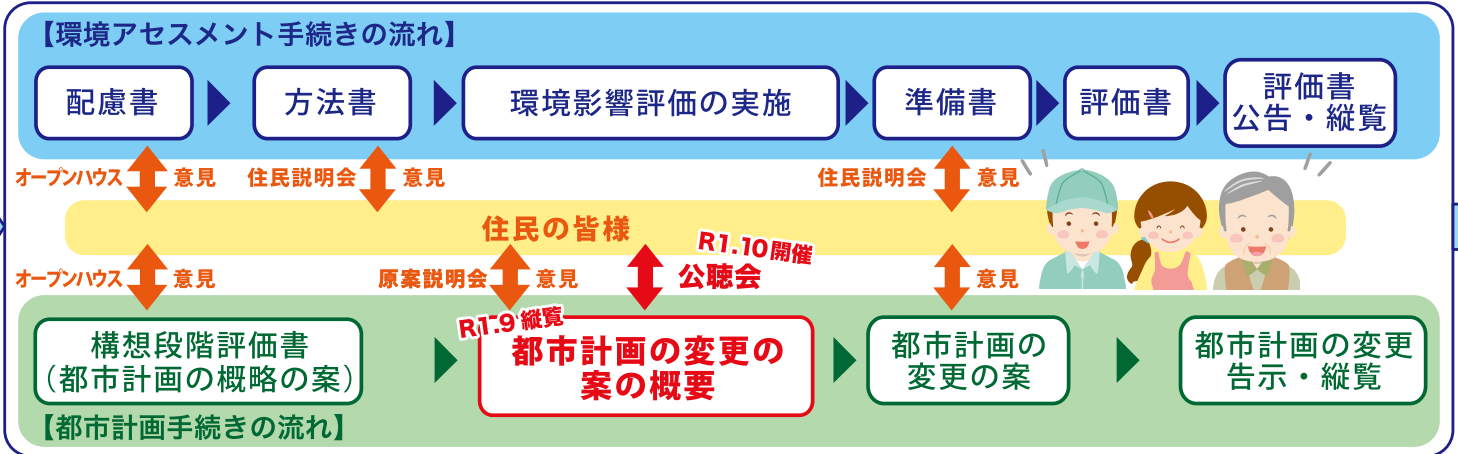 【環境アセスメント手続きの流れ】
配慮書
方法書
環境影響評価の実施
準備書
評価書
評価書
公告・縦覧
オープンハウス
意見
住民説明会
意見
住民説明会
意見
住民の皆様
オープンハウス
意見
原案説明会
意見
R1.10開催
公聴会
意見
構想段階評価書
（都市計画の概略の案）
R1.9縦覧
都市計画の変更の
案の概要
都市計画の
変更の案
都市計画の変更
告示・縦覧
【都市計画手続きの流れ】